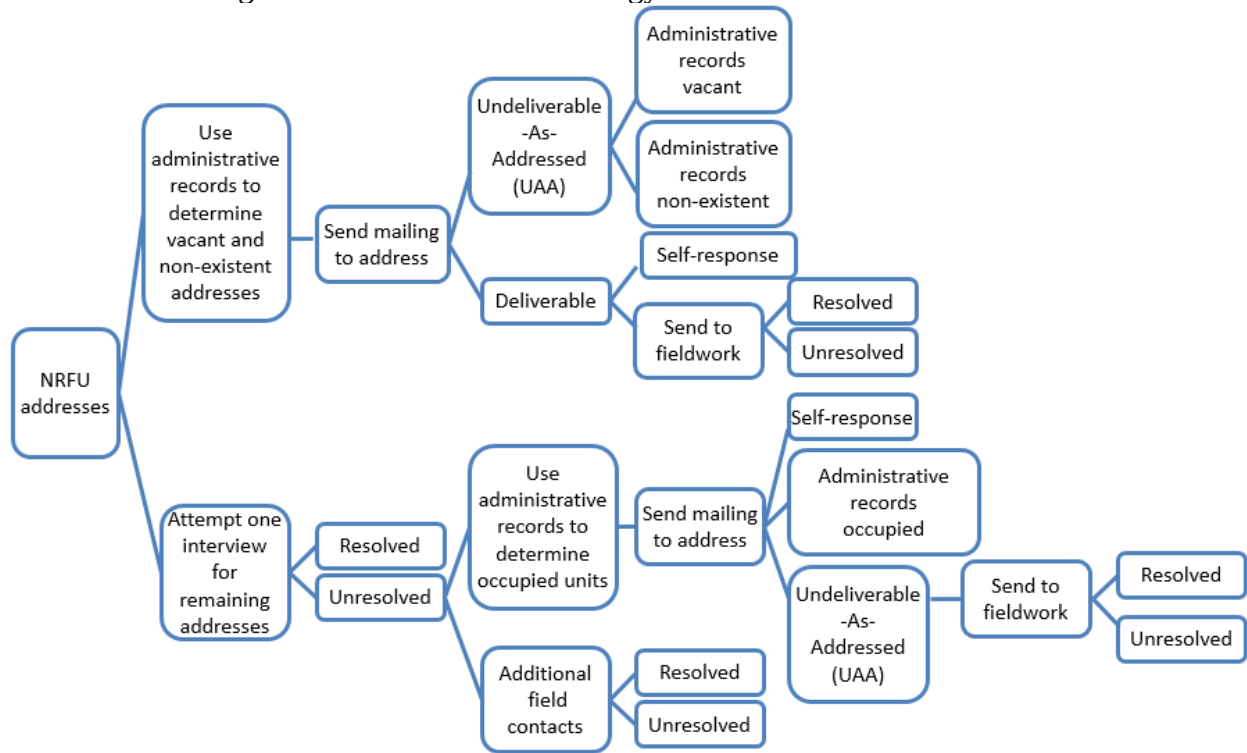 Administrative
records
vacant
Undeliverable
-As-
Addressed
(UAA)
Use
administrative
records to
determine
vacant and
non-existent
addresses
Administrative
records
non-existent
Send mailing
to address
Self-response
Deliverable
Resolved
Send to
fieldwork
Unresolved
NRFU
addresses
Self-response
Use
administrative
records to
determine
occupied units
Administrative
records
occupied
Send mailing
to address
Attempt one
interview
for
remaining
addresses
Resolved
Unresolved
Undeliverable
-As-
Addressed
(UAA)
Send to
fieldwork
Resolved
Unresolved
Additional
field
contacts
Resolved
Unresolved